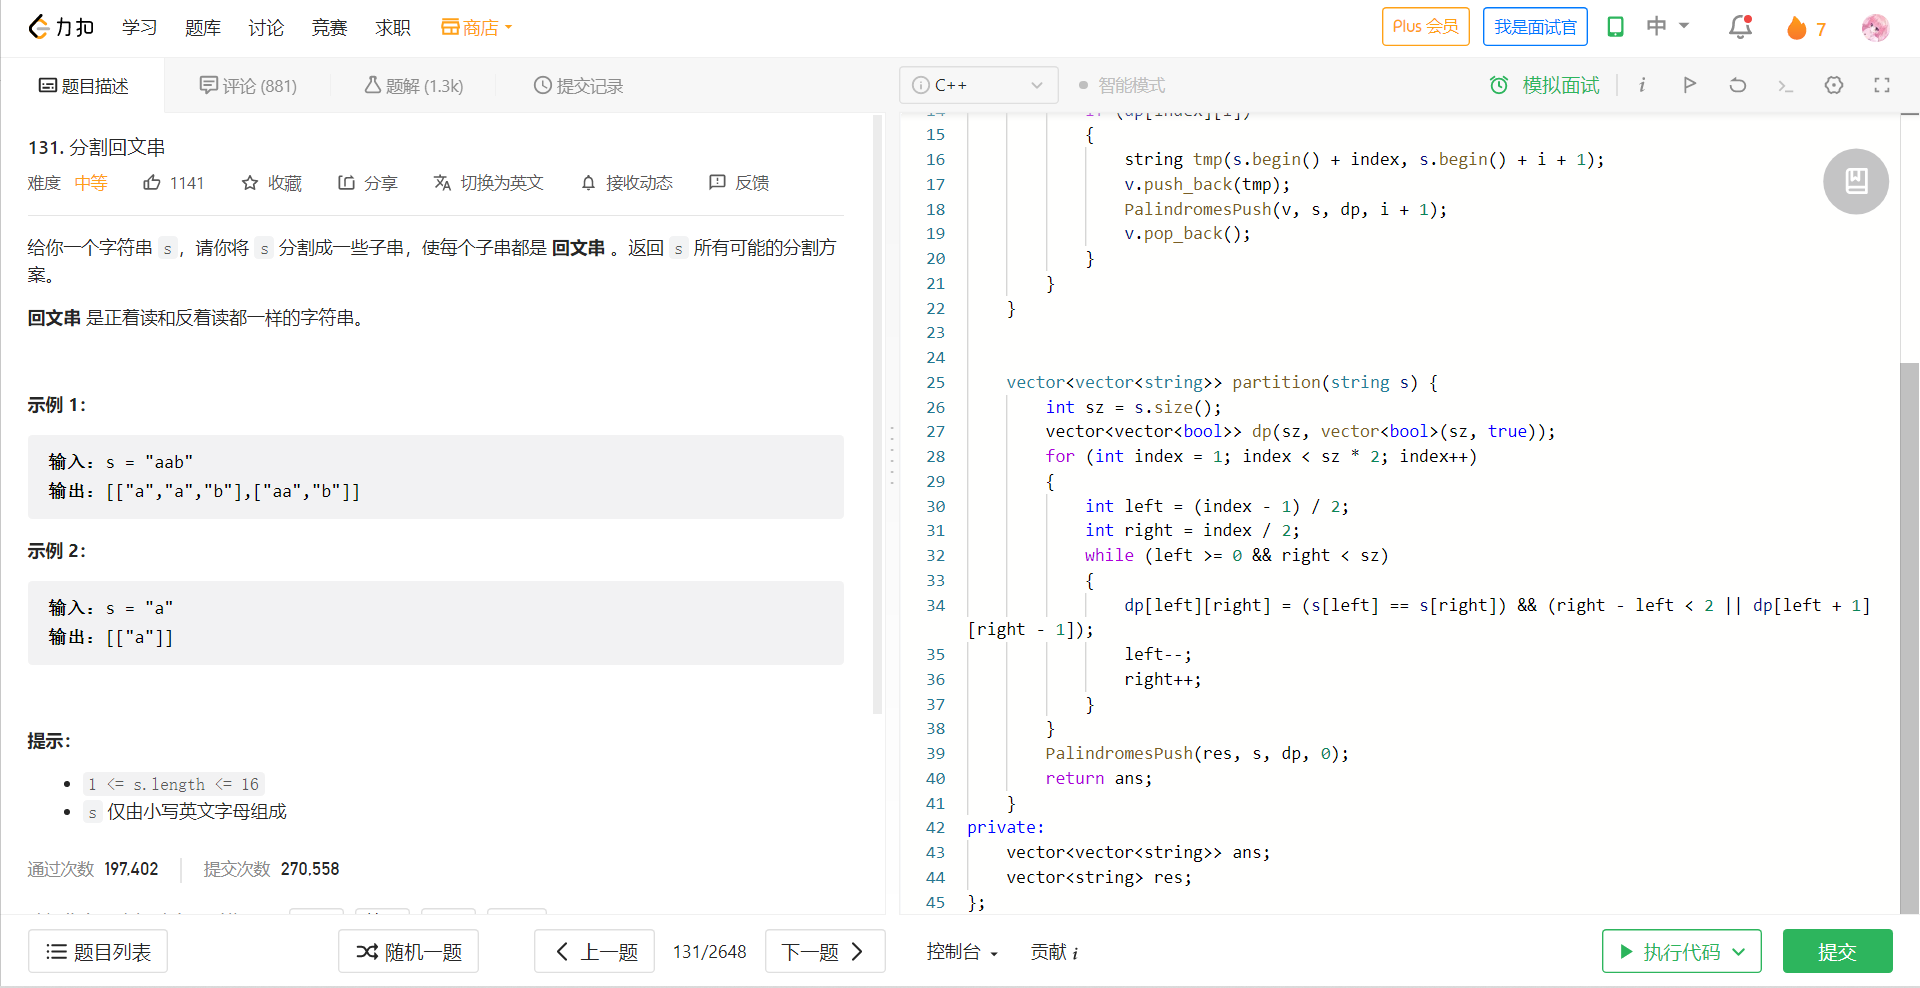 力扣 学习 题库 讨论 竞赛 求职 商店 Plus 会员 我是面试官 中 7
题目描述 评论 (881) 题解 (1.3k) 提交记录
131. 分割回文串
难度 中等 1141 收藏 分享 切换为英文 接收动态 反馈
给你一个字符串 s，请你将 s 分割成一些子串，使每个子串都是 回文串 。返回 s 所有可能的分割方
案。
回文串 是正着读和反着读都一样的字符串。
示例 1：
输入：s = "aab"
输出：[["a","a","b"],["aa","b"]]
示例 2：
输入：s = "a"
输出：[["a"]]
提示：
1 <= s.length <= 16
s 仅由小写英文字母组成
通过次数 197,402 提交次数 270,558
题目列表 随机一题 上一题 131/2648 下一题
C++ 智能模式 模拟面试
14 if (dp[index][i])
15 {
16 string tmp(s.begin() + index, s.begin() + i + 1);
17 v.push_back(tmp);
18 PalindromesPush(v, s, dp, i + 1);
19 v.pop_back();
20 }
21 }
22 }
23
24
25 vector<vector<string>> partition(string s) {
26 int sz = s.size();
27 vector<vector<bool>> dp(sz, vector<bool>(sz, true));
28 for (int index = 1; index < sz * 2; index++)
29 {
30 int left = (index - 1) / 2;
31 int right = index / 2;
32 while (left >= 0 && right < sz)
33 {
34 dp[left][right] = (s[left] == s[right]) && (right - left < 2 || dp[left + 1]
[right - 1]);
35 left--;
36 right++;
37 }
38 }
39 PalindromesPush(res, s, dp, 0);
40 return ans;
41 }
42 private:
43 vector<vector<string>> ans;
44 vector<string> res;
45 };
控制台 贡献 i 执行代码 提交